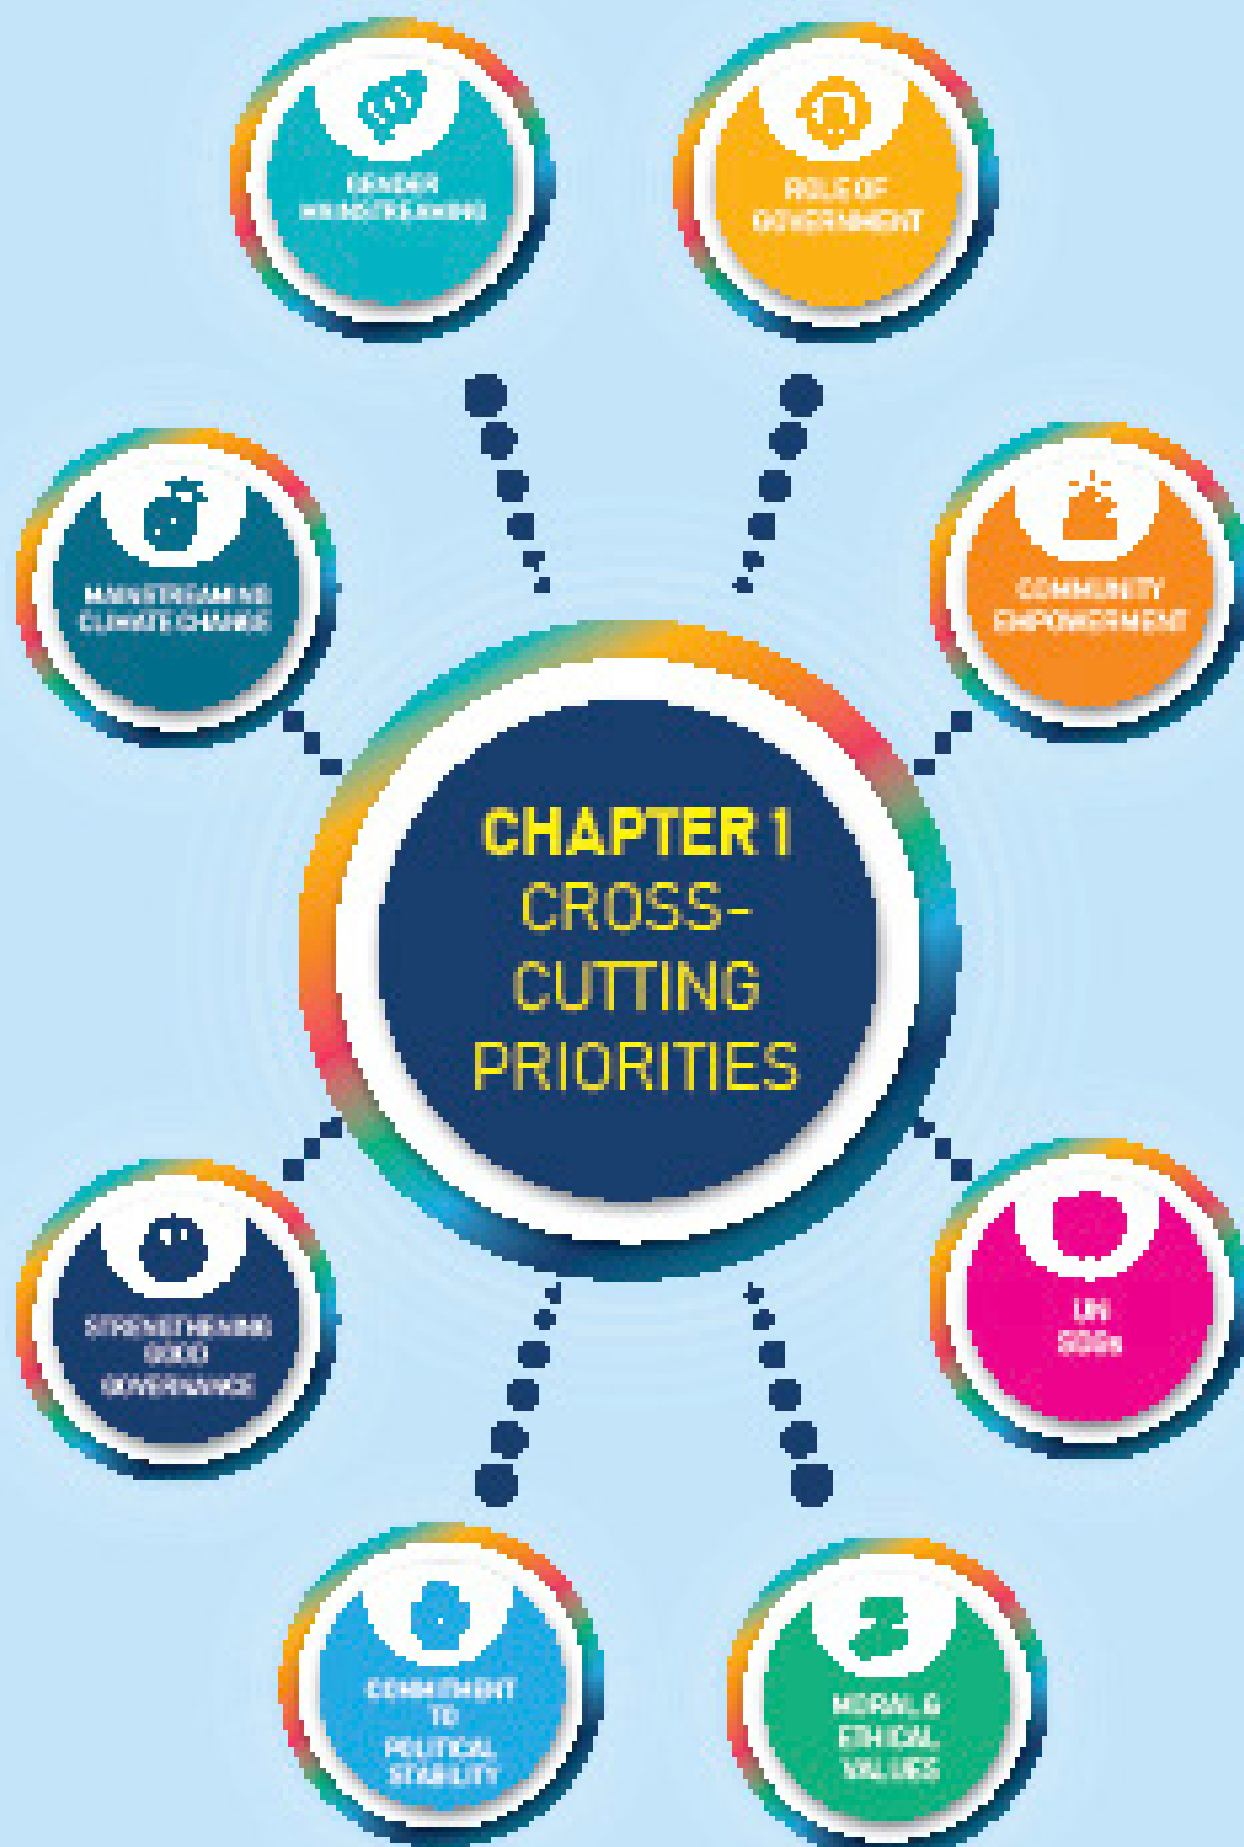 GENDER
MAINSTREAMING
ROLE OF
GOVERNMENT
MAINSTREAMING
CLIMATE CHANGE
COMMUNITY
EMPOWERMENT
CHAPTER 1
CROSS-
CUTTING
PRIORITIES
STRENGTHENING
GOOD
GOVERNANCE
UN
SDGs
COMMITMENT
TO
POLITICAL
STABILITY
MORAL &
ETHICAL
VALUES